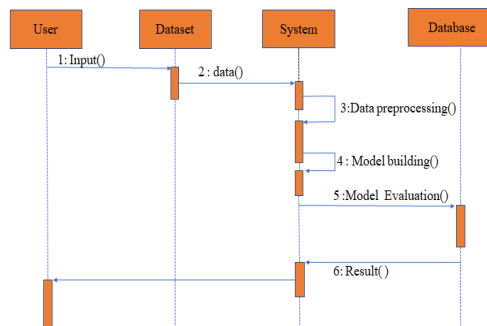 User
Dataset
System
Database
1: Input()
2 : data()
3:Data preprocessing()
4 : Model building()
5 :Model Evaluation()
6: Result( )